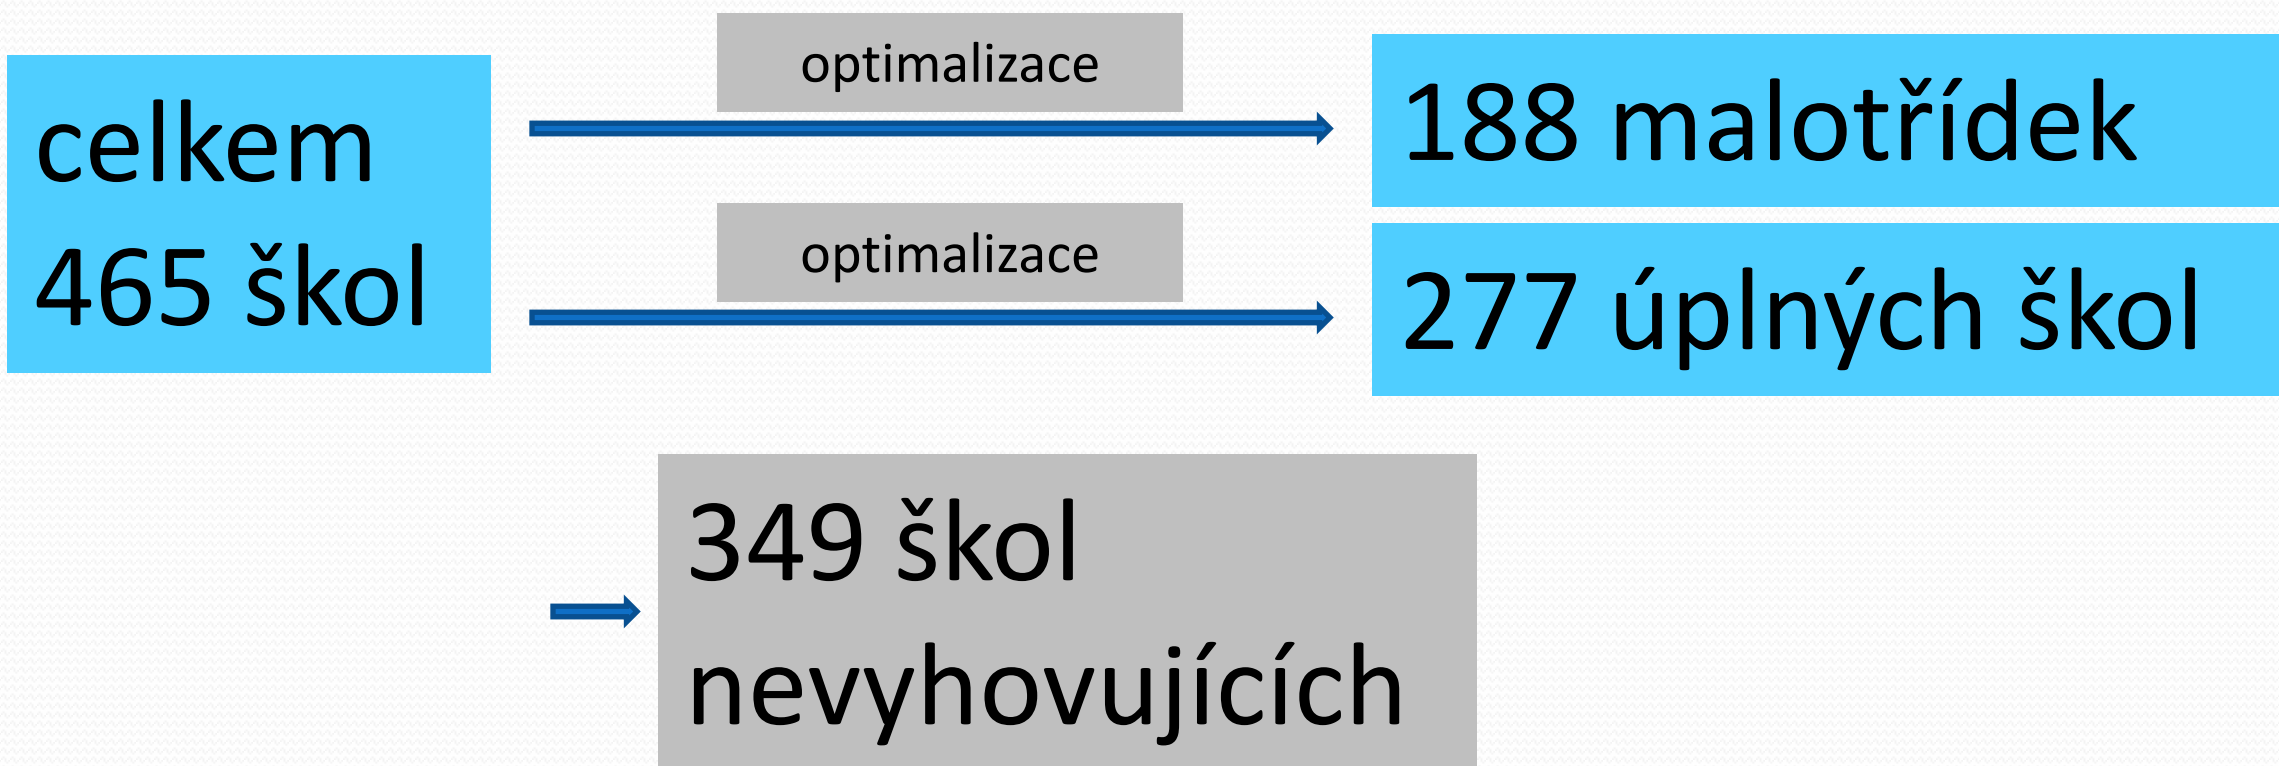 celkem
465 škol
optimalizace
188 malotřídek
optimalizace
277 úplných škol
349 škol
nevyhovujících